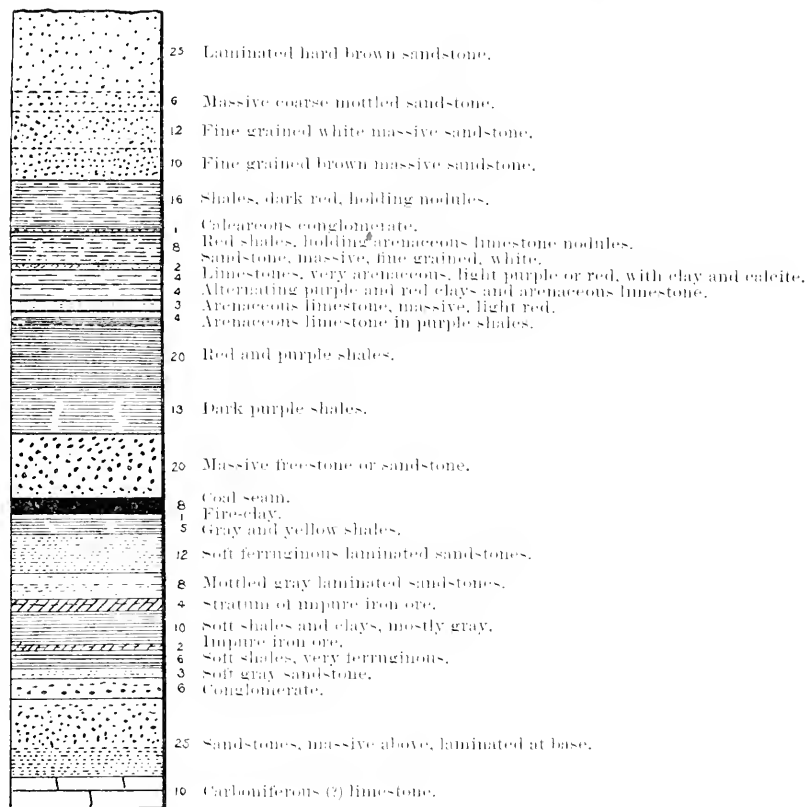 25 Laminated hard brown sandstone.
6 Massive coarse mottled sandstone.
12 Fine grained white massive sandstone.
10 Fine grained brown massive sandstone.
16 Shales, dark red, holding nodules.
1 Calcareous conglomerate.
8 Red shales, holding arenaceous limestone nodules.
2 Sandstone, massive, fine grained, white.
4 Limestones, very arenaceous, light purple or red, with clay and calcite.
4 Alternating purple and red clays and arenaceous limestone.
3 Arenaceous limestone, massive, light red.
4 Arenaceous limestone in purple shales.
20 Red and purple shales.
13 Dark purple shales.
20 Massive freestone or sandstone.
8 Coal seam.
1 Fire-clay.
5 Gray and yellow shales.
12 Soft ferruginous laminated sandstones.
8 Mottled gray laminated sandstones.
4 Stratum of impure iron ore.
10 Soft shales and clays, mostly gray.
2 Impure iron ore.
6 Soft shales, very ferruginous.
3 Soft gray sandstone.
6 Conglomerate.
25 Sandstones, massive above, laminated at base.
10 Carboniferous (?) limestone.